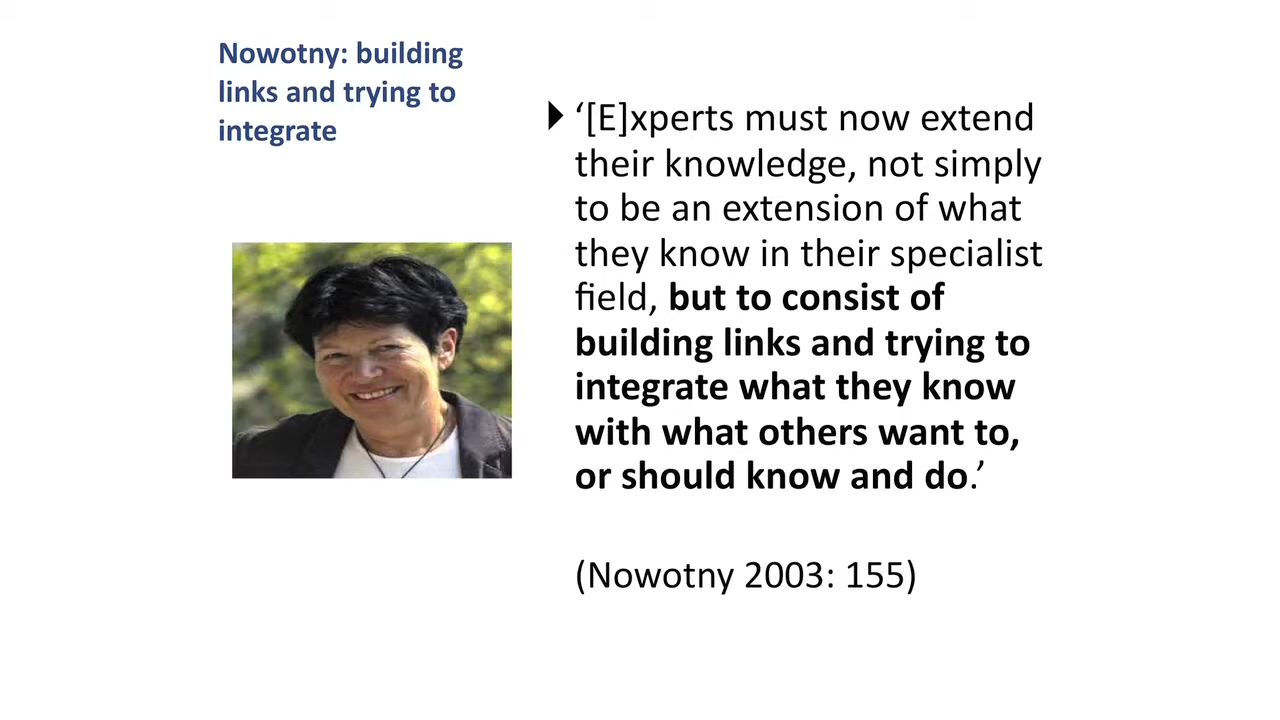 Nowotny: building
links and trying to
integrate
‘[E]xperts must now extend
their knowledge, not simply
to be an extension of what
they know in their specialist
field, but to consist of
building links and trying to
integrate what they know
with what others want to,
or should know and do.’
(Nowotny 2003: 155)